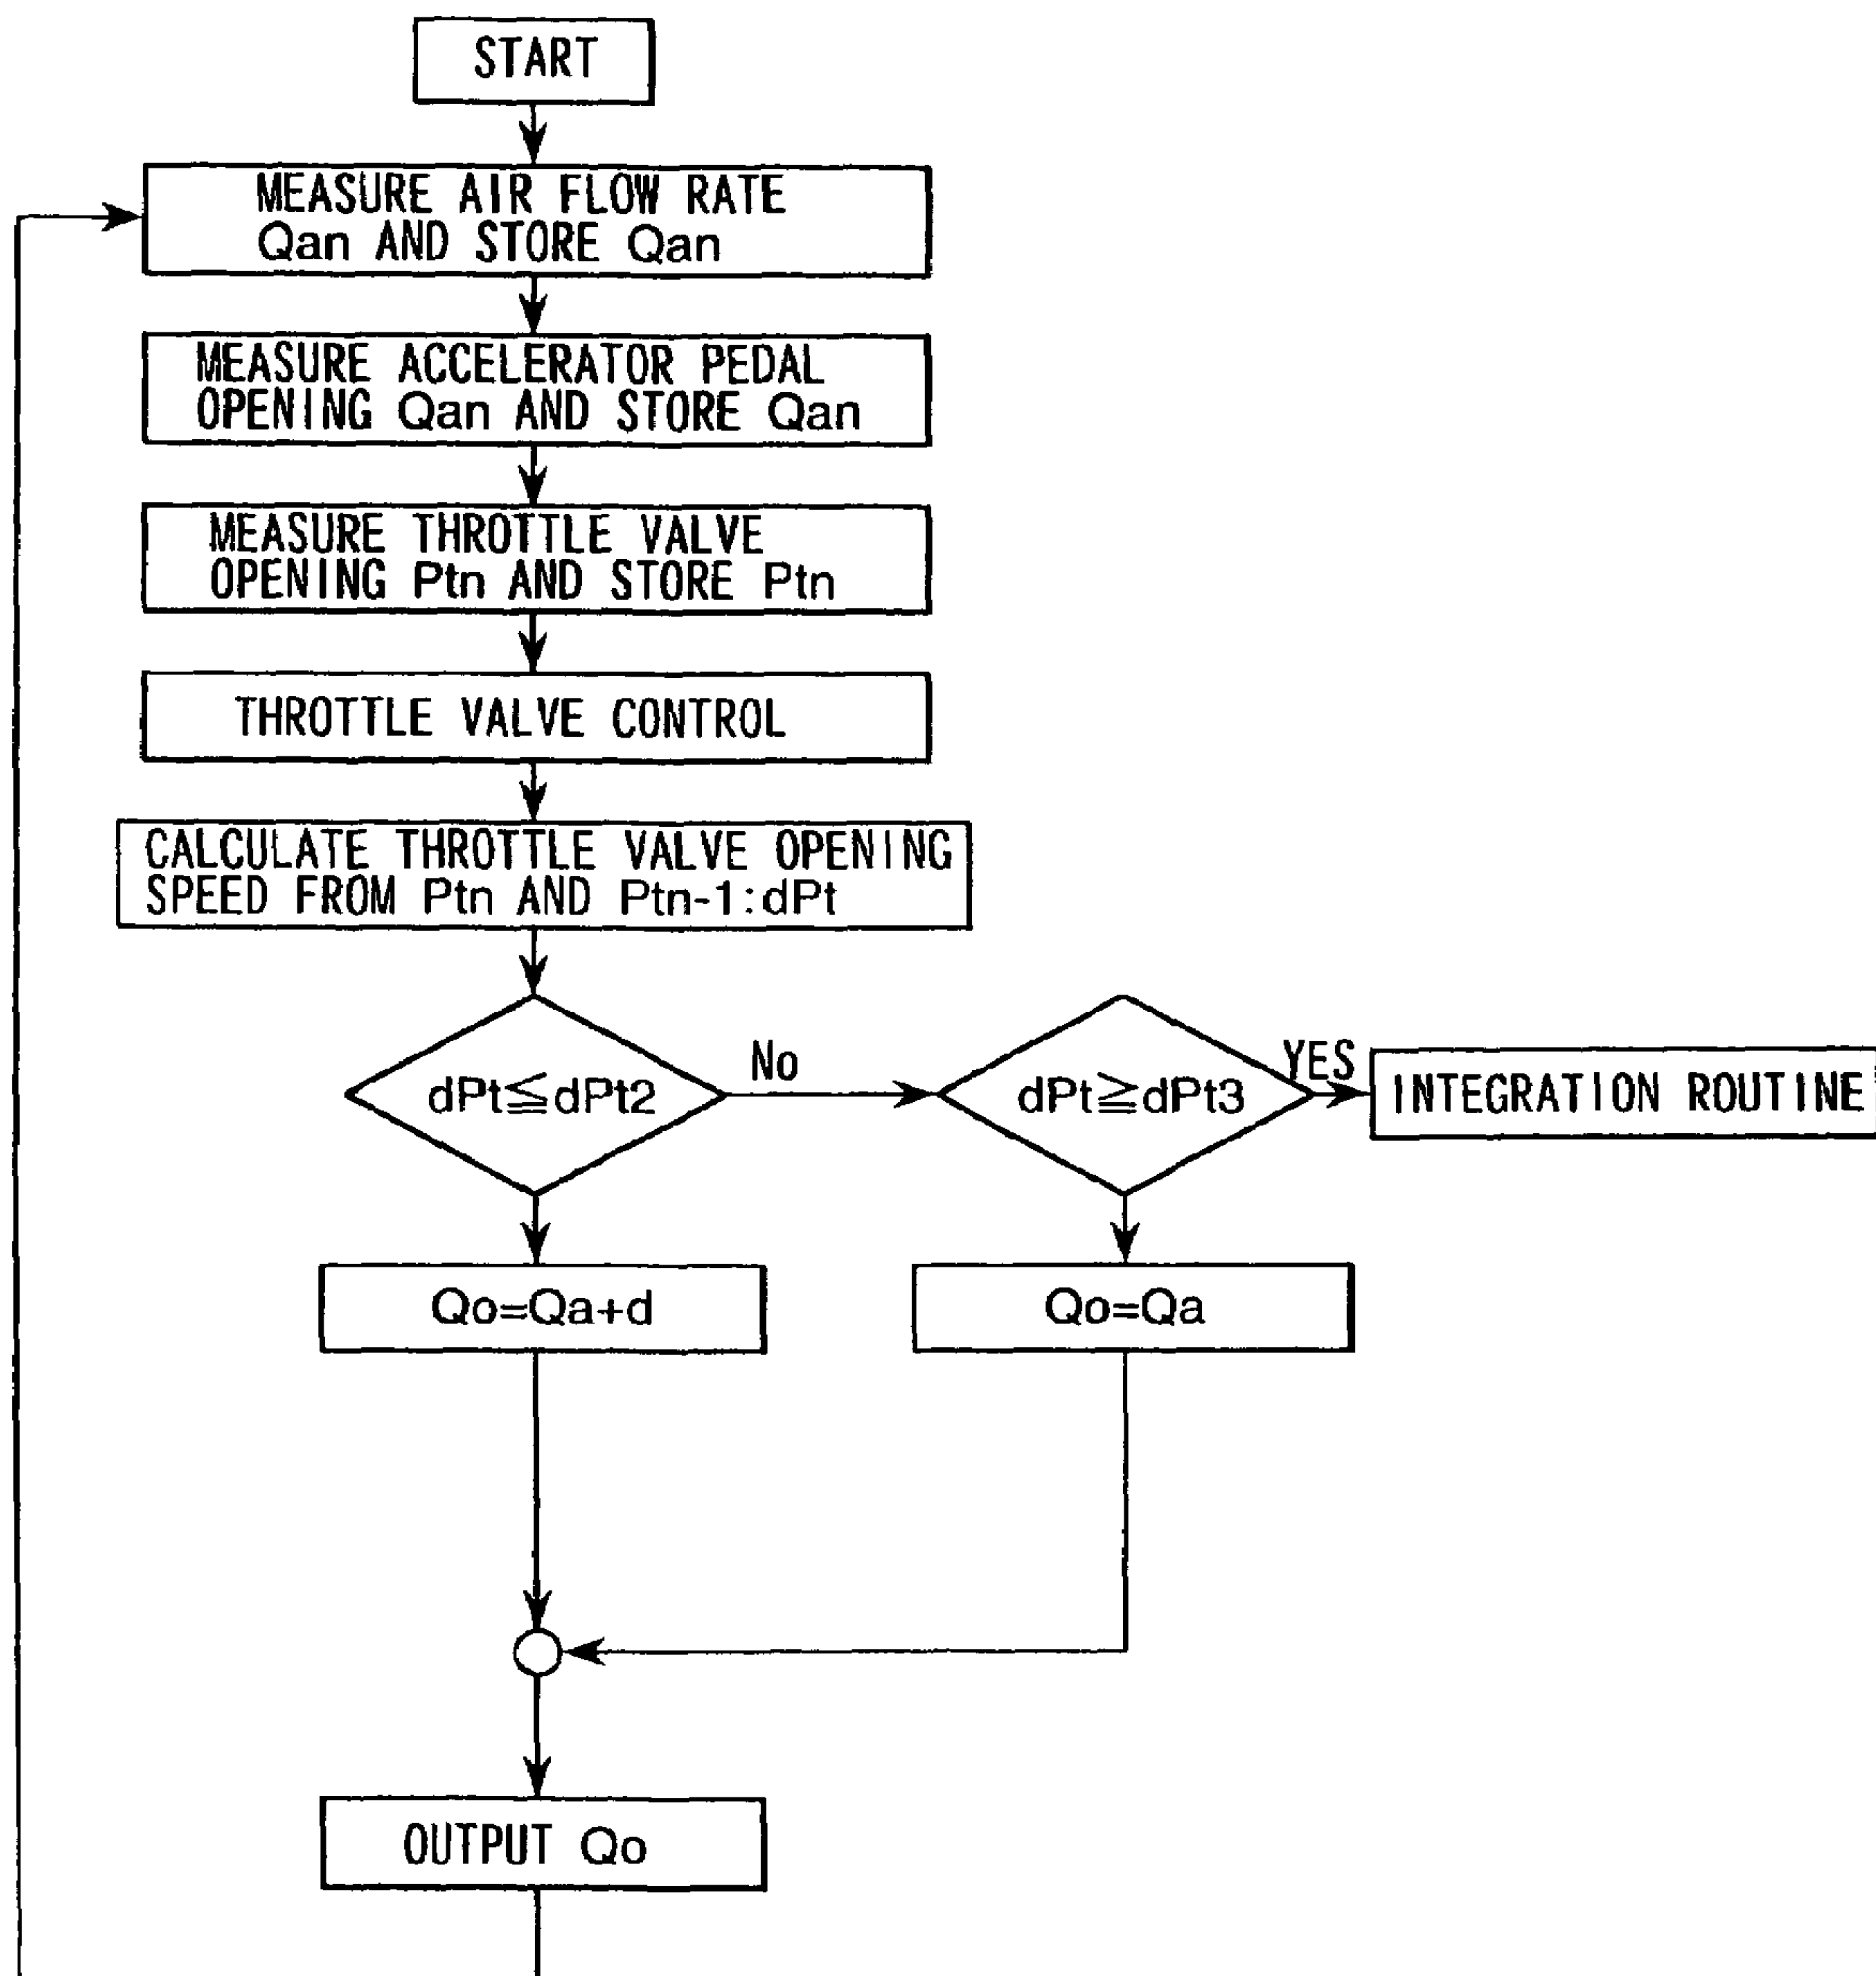 START
MEASURE AIR FLOW RATE
Qan AND STORE Qan
MEASURE ACCELERATOR PEDAL
OPENING Qan AND STORE Qan
MEASURE THROTTLE VALVE
OPENING Ptn AND STORE Ptn
THROTTLE VALVE CONTROL
CALCULATE THROTTLE VALVE OPENING
SPEED FROM Ptn AND Ptn-1:dPt
dPt≦dPt2
No
dPt≧dPt3
YES
INTEGRATION ROUTINE
Qo=Qa+d
Qo=Qa
OUTPUT Qo